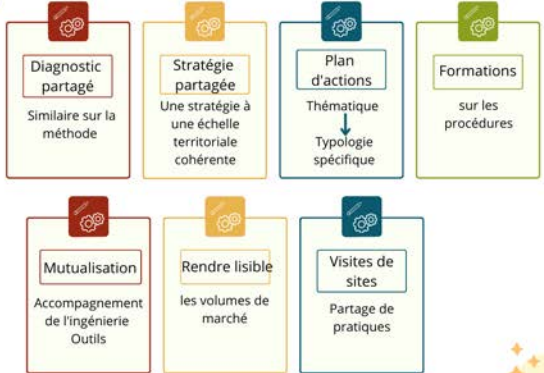 Diagnostic
partagé
Similaire sur la
méthode
Stratégie
partagée
Une stratégie à
une échelle
territoriale
cohérente
Plan
d'actions
Thématique
Typologie
spécifique
Formations
sur les
procédures
Mutualisation
Accompagnement
de l'ingénierie
Outils
Rendre lisible
les volumes de
marché
Visites de
sites
Partage de
pratiques